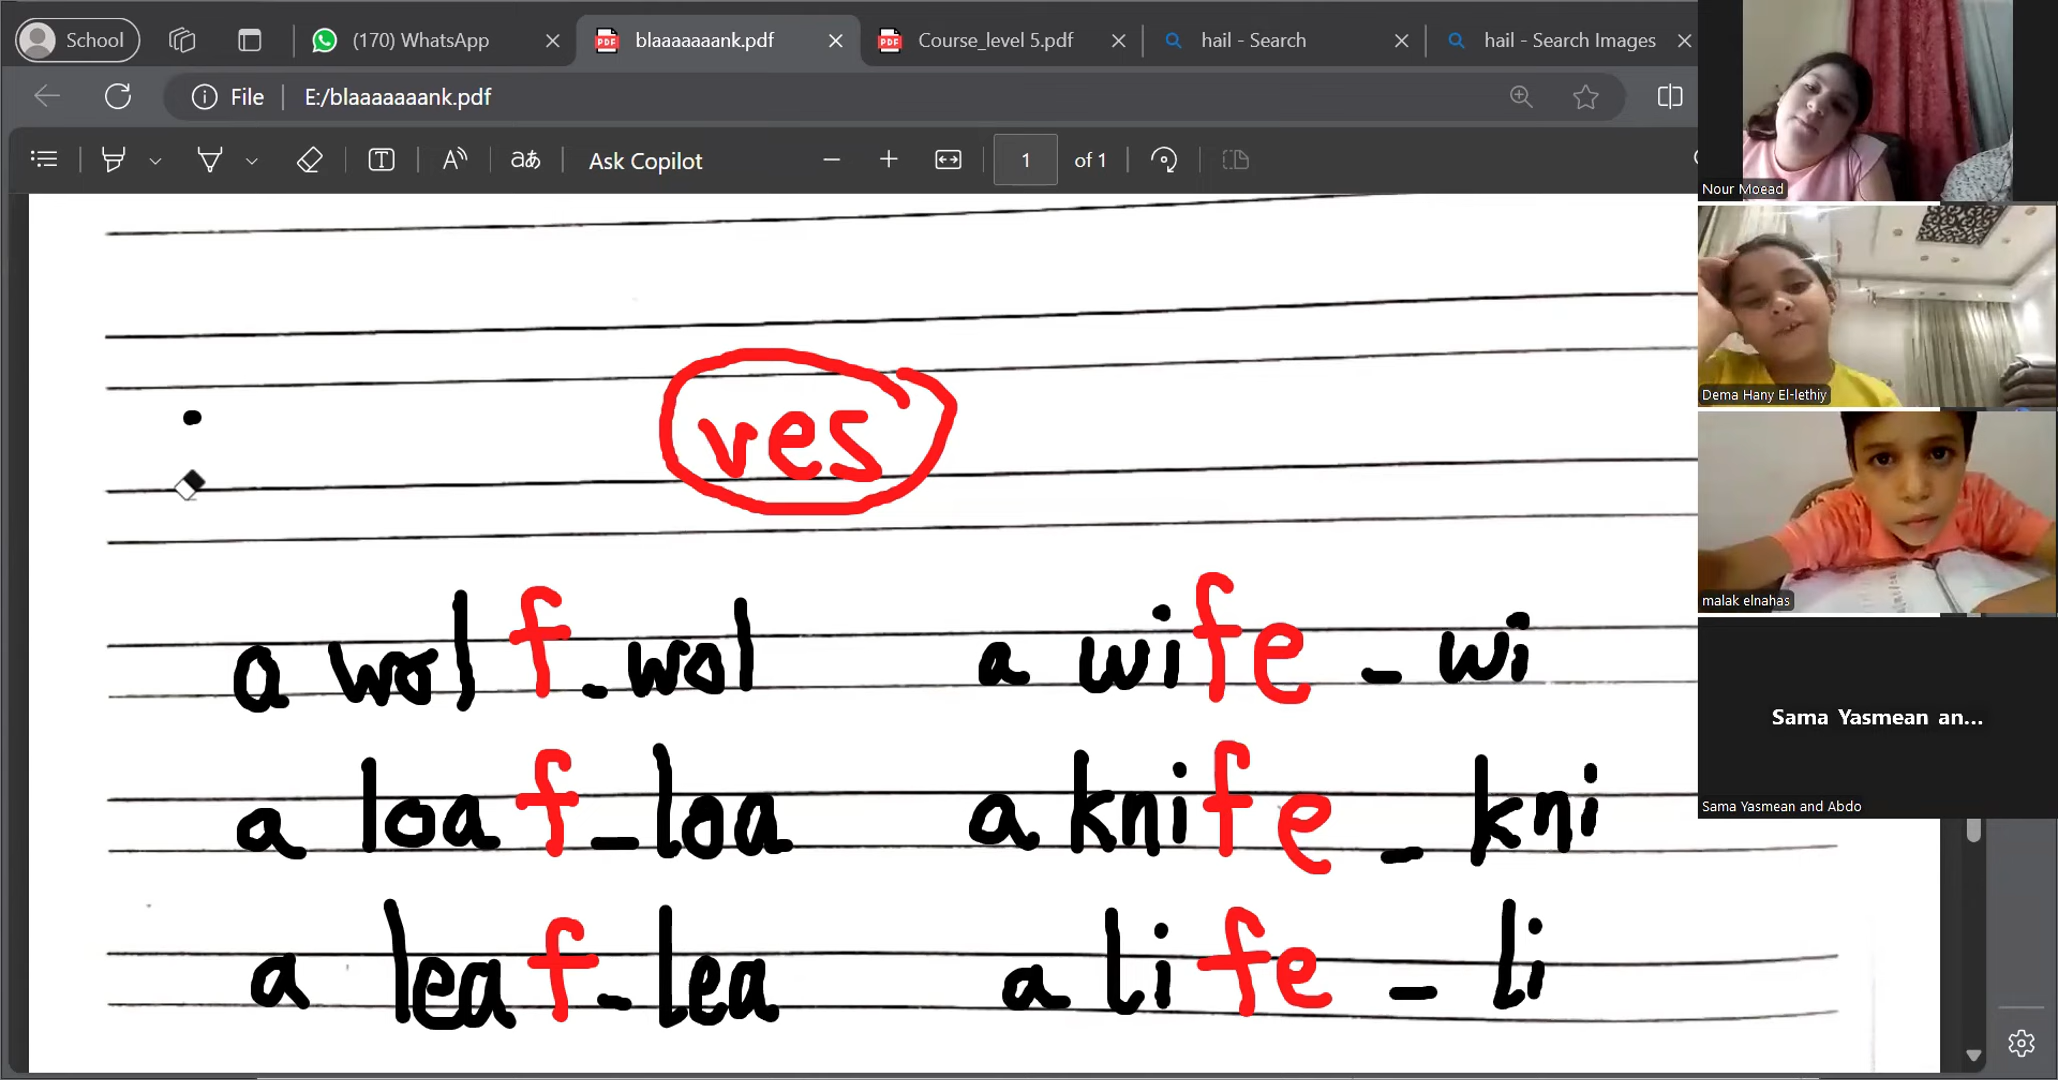 School
(170) WhatsApp
blaaaaaaank.pdf
Course_level 5.pdf
hail - Search
hail - Search Images
File
E:/blaaaaaaank.pdf
Ask Copilot
1 of 1
ves
a wolf - wol
a wife - wi
a loaf - loa
a knife - kni
a leaf - lea
a life - li
Nour Moead
Dema Hany El-lethiy
malak elnahas
Sama Yasmean an...
Sama Yasmean and Abdo